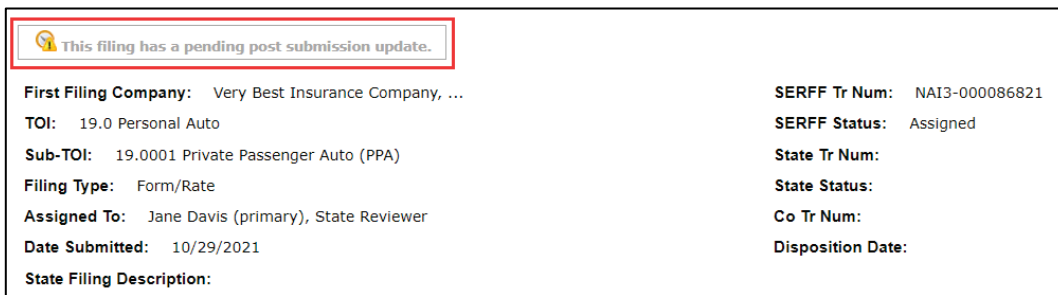 This filing has a pending post submission update.
First Filing Company: Very Best Insurance Company, ...
SERFF Tr Num: NAI3-000086821
TOI: 19.0 Personal Auto
SERFF Status: Assigned
Sub-TOI: 19.0001 Private Passenger Auto (PPA)
State Tr Num:
Filing Type: Form/Rate
State Status:
Assigned To: Jane Davis (primary), State Reviewer
Co Tr Num:
Date Submitted: 10/29/2021
Disposition Date:
State Filing Description: